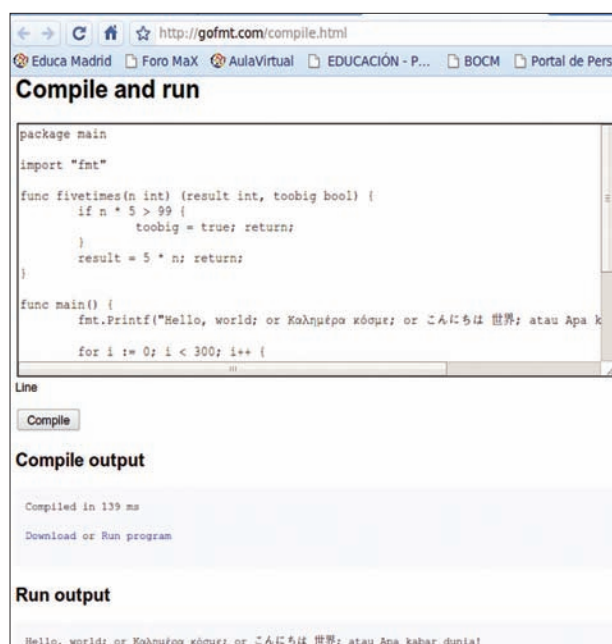 http://gofmt.com/compile.html
Educa Madrid Foro MaX AulaVirtual EDUCACIÓN - P... BOCM Portal de Pers
Compile and run
package main
import "fmt"
func fivetimes(n int) (result int, toobig bool) {
if n * 5 > 99 {
toobig = true; return;
}
result = 5 * n; return;
}
func main() {
fmt.Printf("Hello, world; or Καλημέρα κόσμε; or こんにちは 世界; atau Apa k
for i := 0; i < 300; i++ {
Line
Compile
Compile output
Compiled in 139 ms
Download or Run program
Run output
Hello, world; or Καλημέρα κόσμε; or こんにちは 世界; atau Apa kabar dunia!